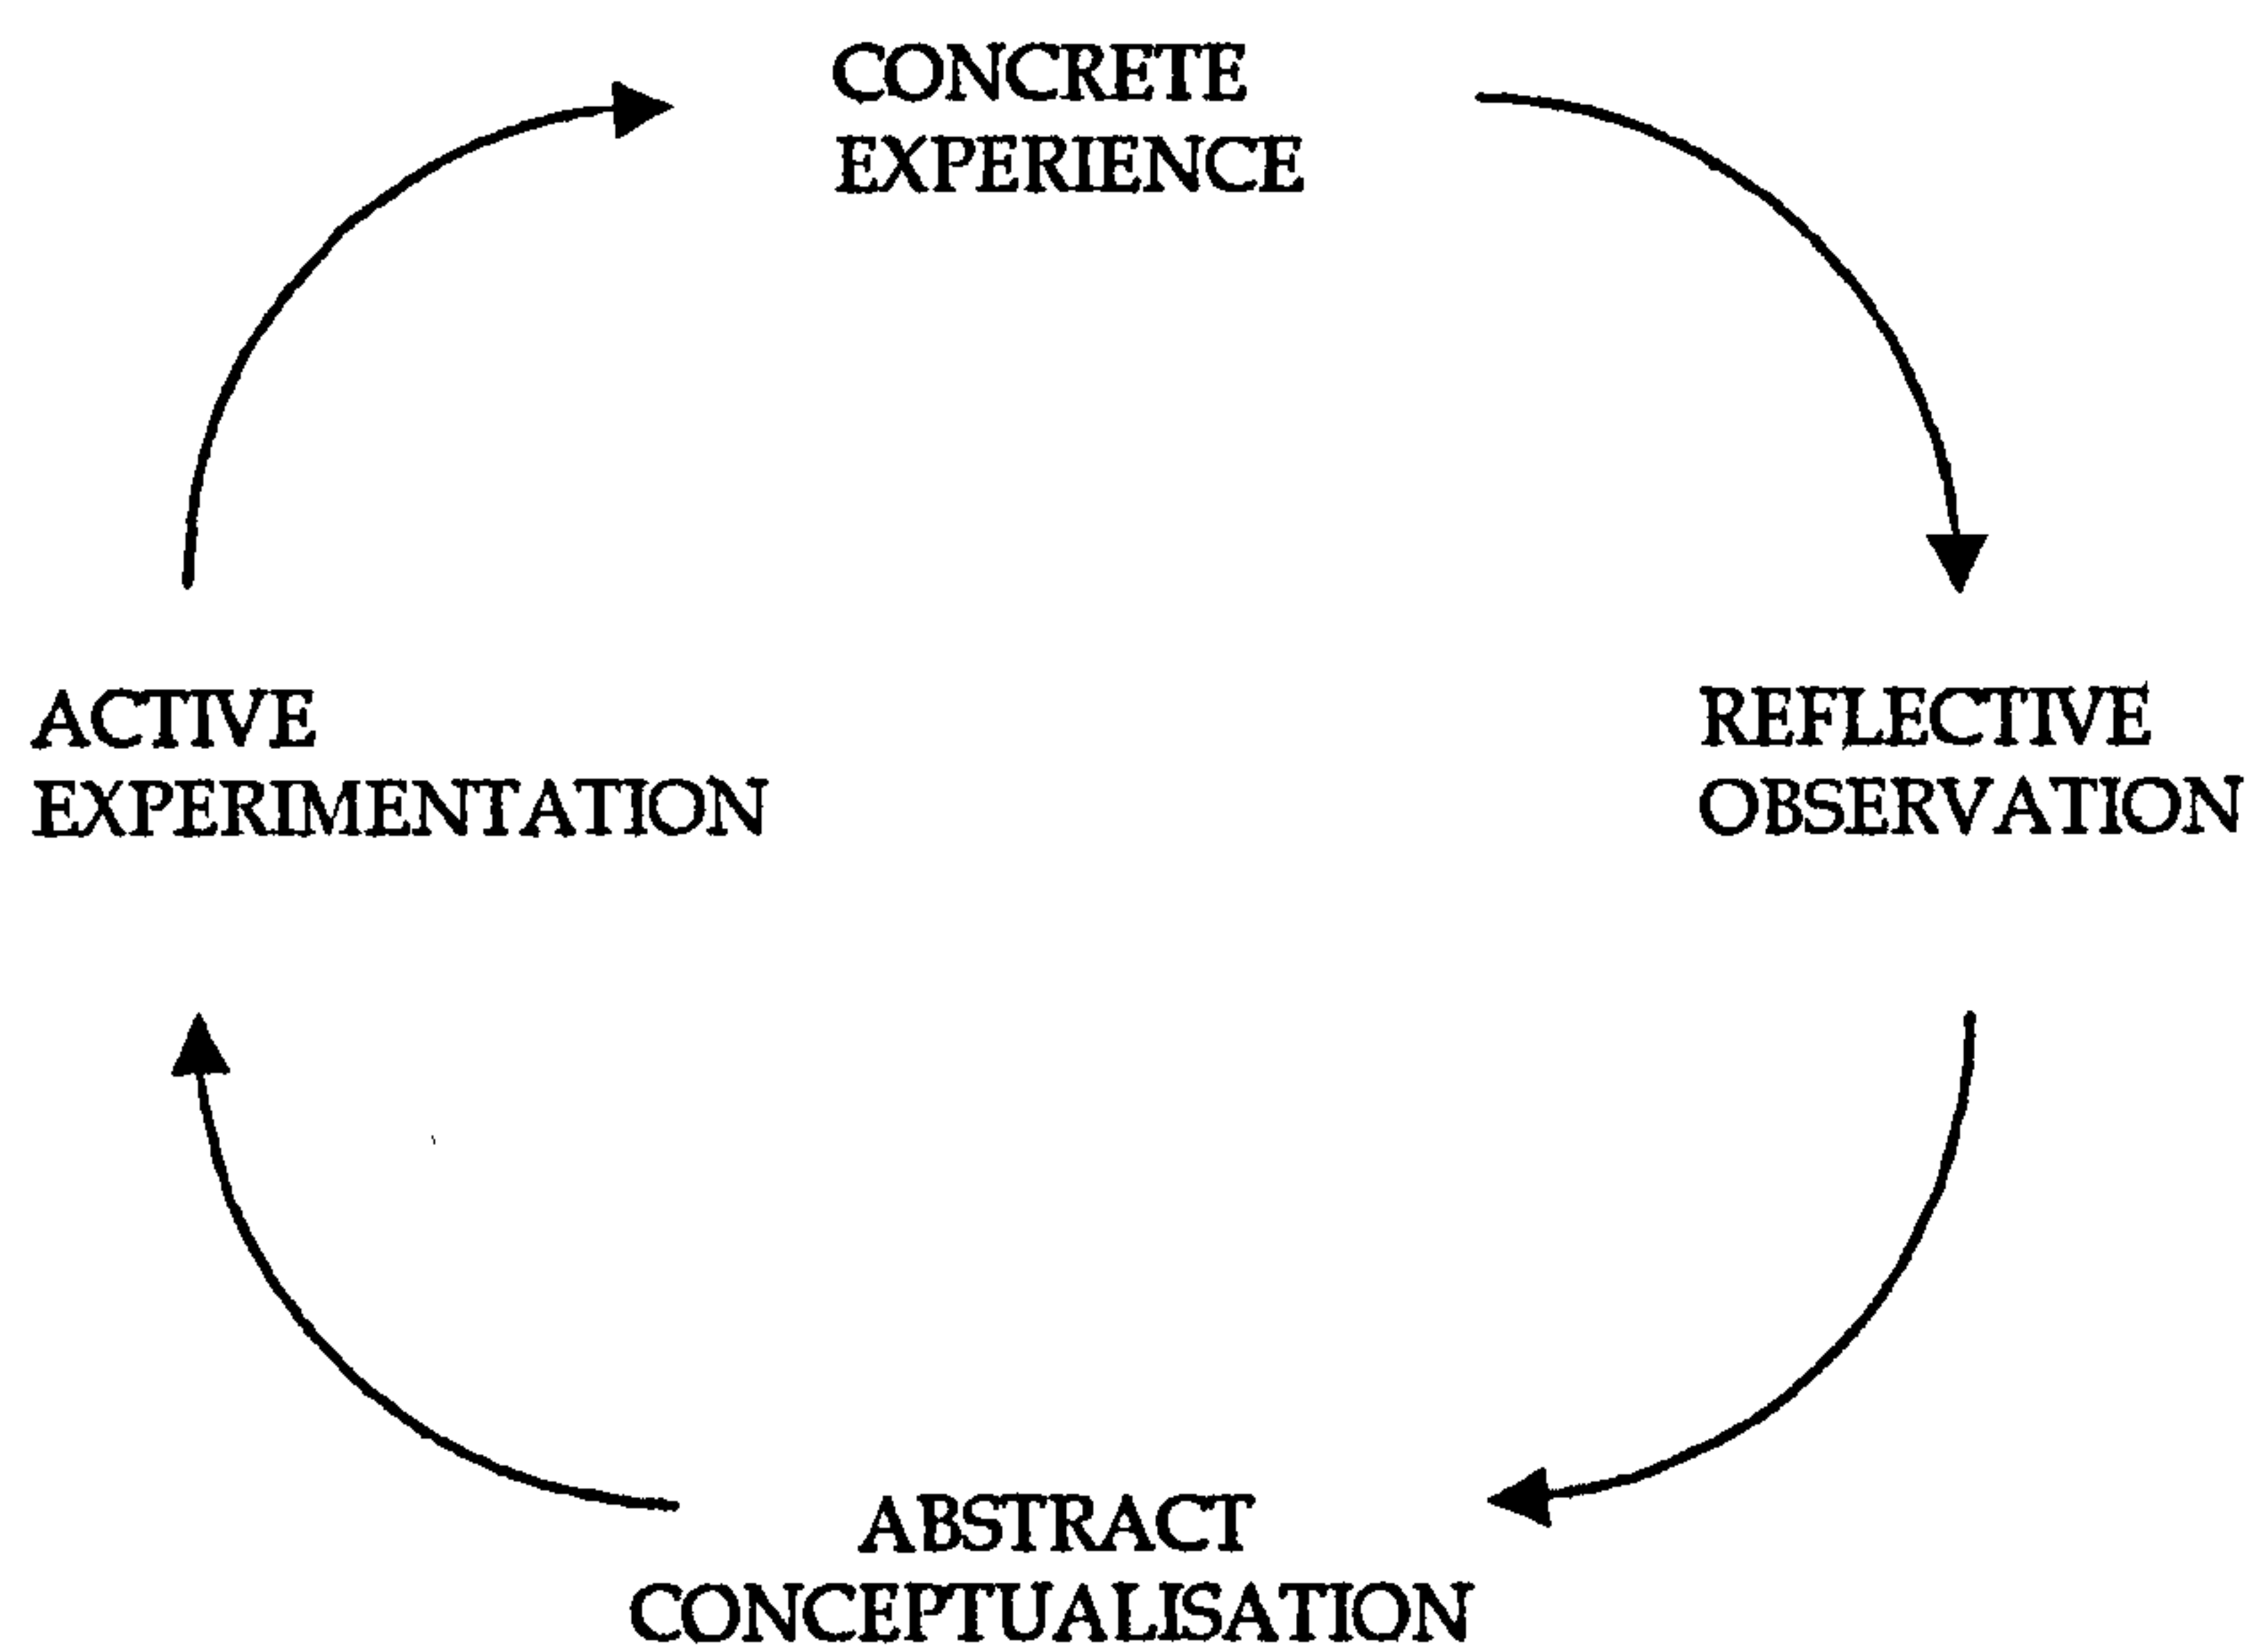 CONCRETE
EXPERIENCE
ACTIVE
EXPERIMENTATION
REFLECTIVE
OBSERVATION
ABSTRACT
CONCEPTUALISATION